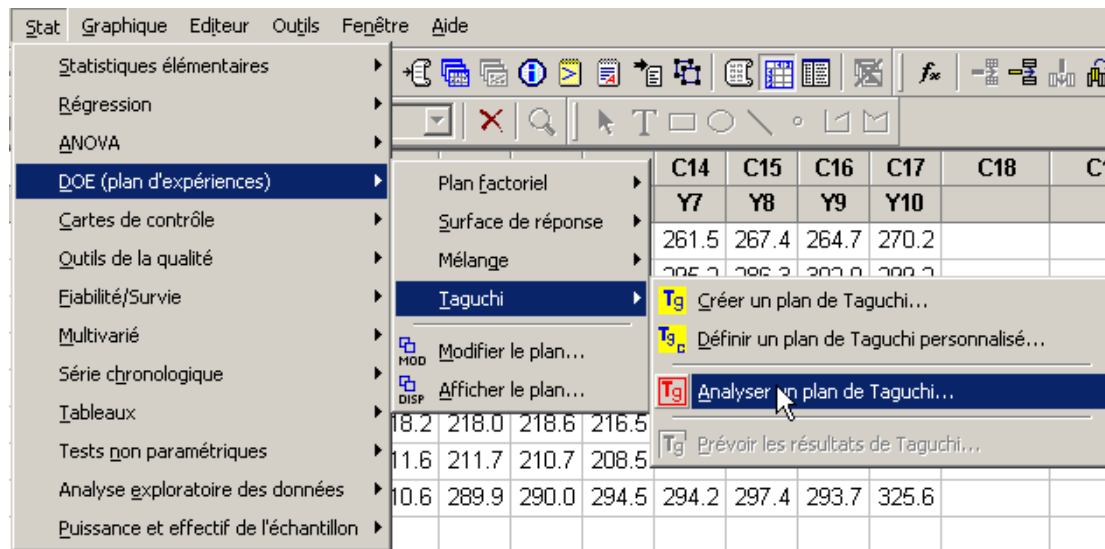 Stat Graphique Editeur Outils Fenêtre Aide
Statistiques élémentaires
Régression
ANOVA
DOE (plan d'expériences)
Cartes de contrôle
Outils de la qualité
Fiabilité/Survie
Multivarié
Série chronologique
Tableaux
Tests non paramétriques
Analyse exploratoire des données
Puissance et effectif de l'échantillon
Plan factoriel
Surface de réponse
Mélange
Taguchi
MOD Modifier le plan...
DISP Afficher le plan...
Tg Créer un plan de Taguchi...
Tg C Définir un plan de Taguchi personnalisé...
Tg Analyser un plan de Taguchi...
Tg Prévoir les résultats de Taguchi...
C14 C15 C16 C17 C18
Y7 Y8 Y9 Y10
261.5 267.4 264.7 270.2
18.2 218.0 218.6 216.5
11.6 211.7 210.7 208.5
10.6 289.9 290.0 294.5 294.2 297.4 293.7 325.6